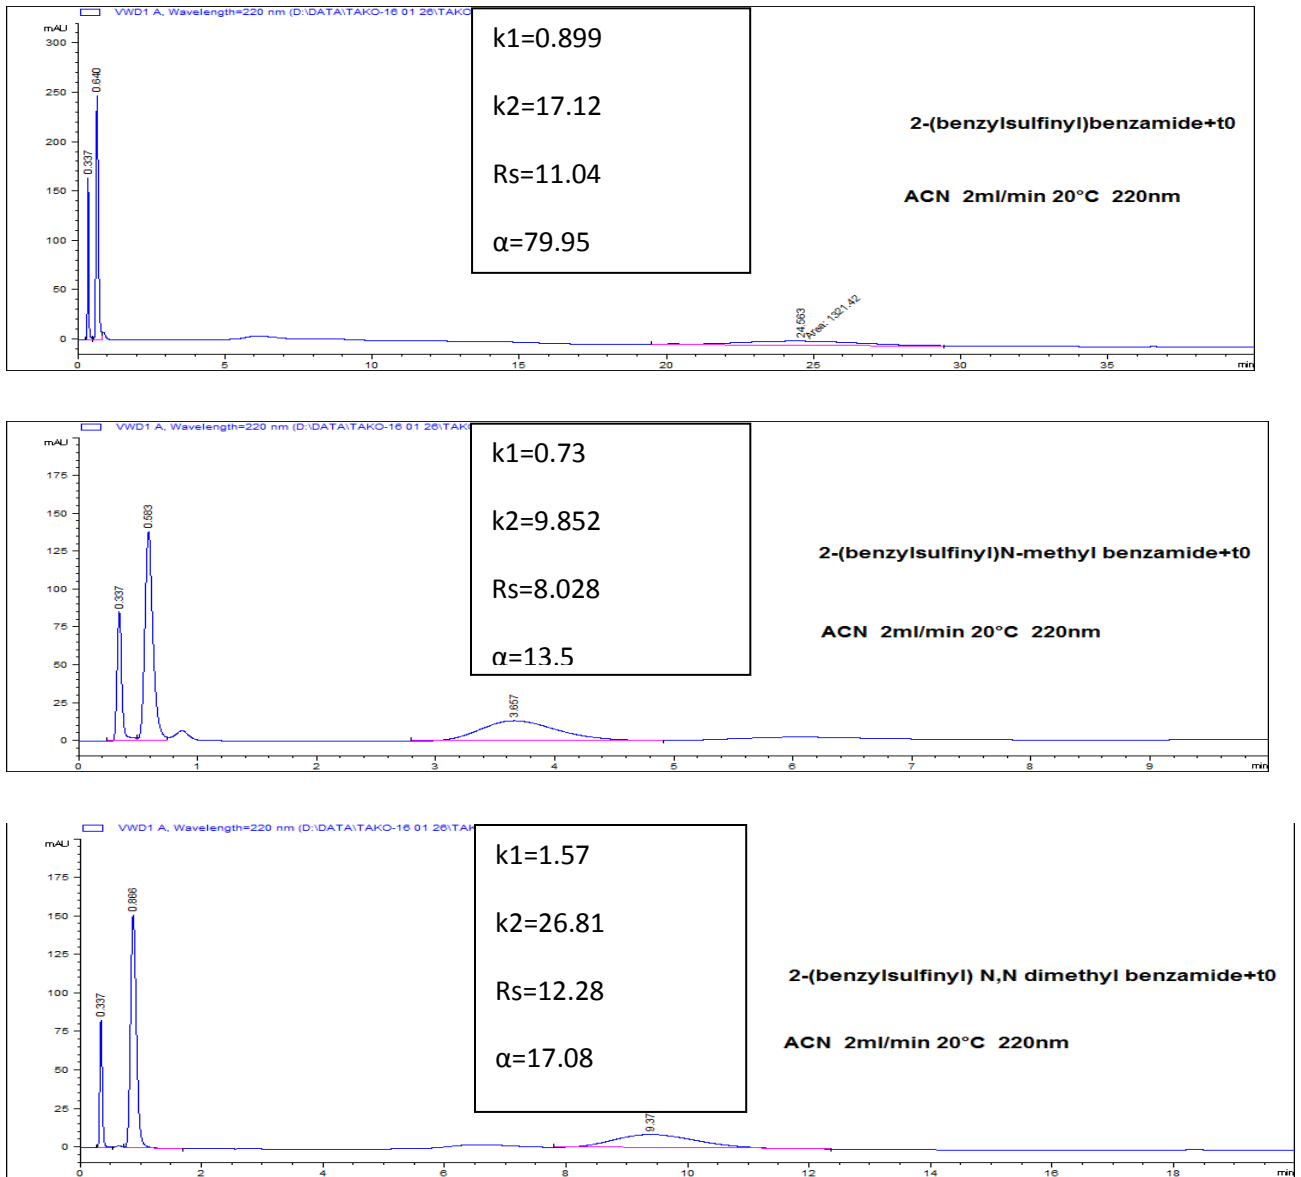 VWD1 A, Wavelength=220 nm (D:\DATA\TAKO-16 01 26\TAKO
mAU
300
250
200
150
100
50
0
0.337
0.640
24.563
Area: 1321.42
0 5 10 15 20 25 30 35 min
k1=0.899
k2=17.12
Rs=11.04
α=79.95
2-(benzylsulfinyl)benzamide+t0
ACN 2ml/min 20°C 220nm
VWD1 A, Wavelength=220 nm (D:\DATA\TAKO-16 01 26\TAK
mAU
175
150
125
100
75
50
25
0
0.337
0.583
3.657
0 1 2 3 4 5 6 7 8 9 min
k1=0.73
k2=9.852
Rs=8.028
α=13.5
2-(benzylsulfinyl)N-methyl benzamide+t0
ACN 2ml/min 20°C 220nm
VWD1 A, Wavelength=220 nm (D:\DATA\TAKO-16 01 26\TAK
mAU
175
150
125
100
75
50
25
0
0.337
0.866
9.37
0 2 4 6 8 10 12 14 16 18 min
k1=1.57
k2=26.81
Rs=12.28
α=17.08
2-(benzylsulfinyl) N,N dimethyl benzamide+t0
ACN 2ml/min 20°C 220nm